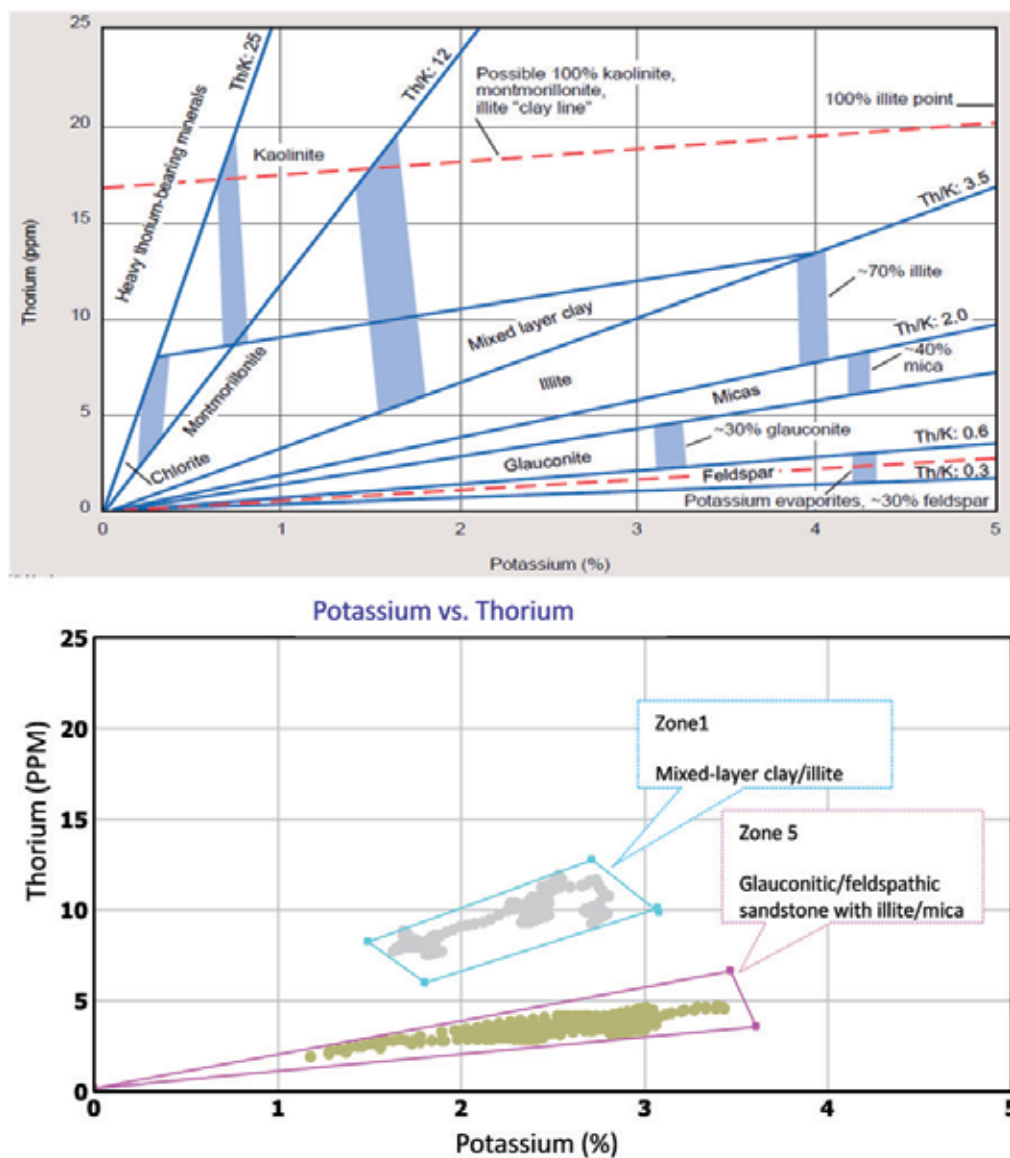 25
20
15
10
5
0
Thorium (ppm)
Heavy thorium-bearing minerals
Th/K: 25
Kaolinite
Th/K: 12
Possible 100% kaolinite,
montmorillonite,
illite "clay line"
100% illite point
Th/K: 3.5
~70% illite
Mixed layer clay
Th/K: 2.0
Montmorillonite
Illite
~40%
mica
Micas
Chlorite
~30% glauconite
Glauconite
Th/K: 0.6
Feldspar
Th/K: 0.3
Potassium evaporites, ~30% feldspar
0 1 2 3 4 5
Potassium (%)
Potassium vs. Thorium
25
20
15
10
5
0
Thorium (PPM)
Zone1
Mixed-layer clay/illite
Zone 5
Glauconitic/feldspathic
sandstone with illite/mica
0 1 2 3 4 5
Potassium (%)